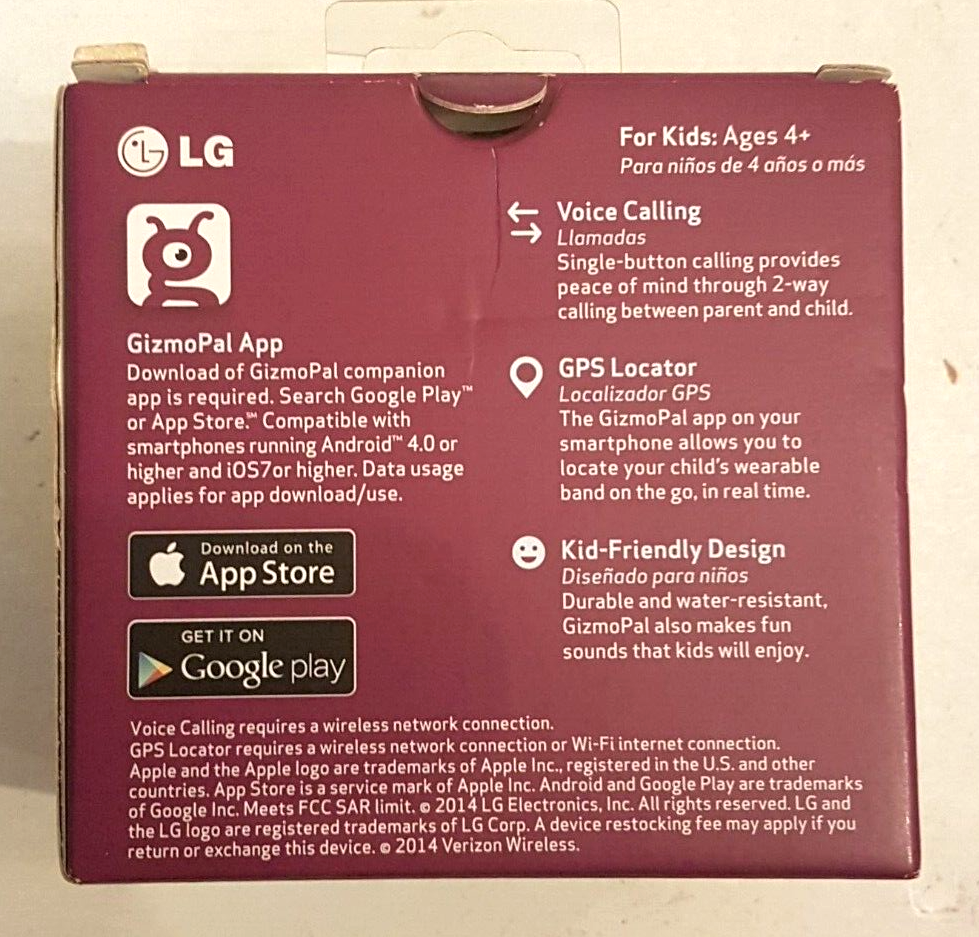 LG
For Kids: Ages 4+
Para niños de 4 años o más
GizmoPal App
Download of GizmoPal companion
app is required. Search Google Play™
or App Store.℠ Compatible with
smartphones running Android™ 4.0 or
higher and iOS7or higher. Data usage
applies for app download/use.
Download on the
App Store
GET IT ON
Google play
Voice Calling
Llamadas
Single-button calling provides
peace of mind through 2-way
calling between parent and child.
GPS Locator
Localizador GPS
The GizmoPal app on your
smartphone allows you to
locate your child's wearable
band on the go, in real time.
Kid-Friendly Design
Diseñado para niños
Durable and water-resistant,
GizmoPal also makes fun
sounds that kids will enjoy.
Voice Calling requires a wireless network connection.
GPS Locator requires a wireless network connection or Wi-Fi internet connection.
Apple and the Apple logo are trademarks of Apple Inc., registered in the U.S. and other
countries. App Store is a service mark of Apple Inc. Android and Google Play are trademarks
of Google Inc. Meets FCC SAR limit. © 2014 LG Electronics, Inc. All rights reserved. LG and
the LG logo are registered trademarks of LG Corp. A device restocking fee may apply if you
return or exchange this device. © 2014 Verizon Wireless.